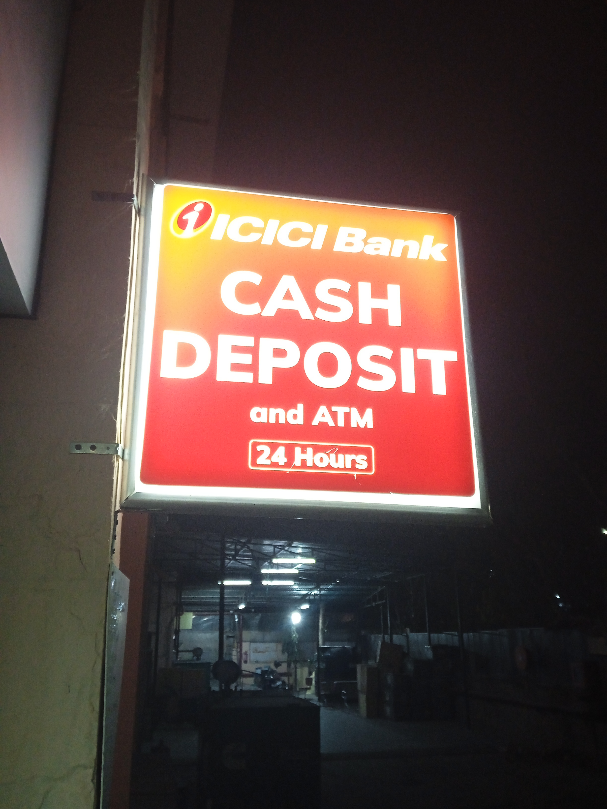 i ICICI Bank
CASH
DEPOSIT
and ATM
24 Hours